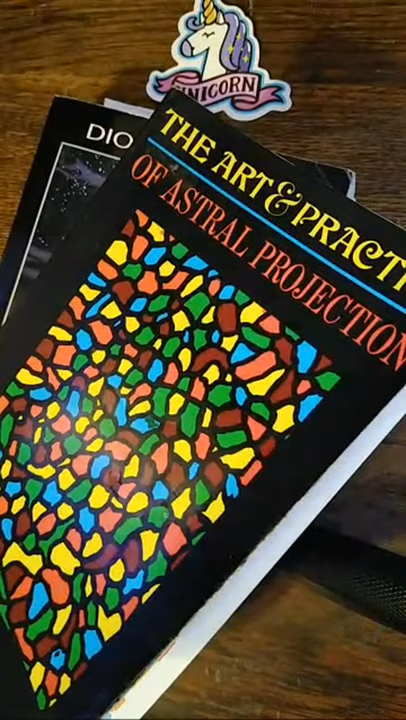 UNICORN
DIO
THE ART & PRACTI
OF ASTRAL PROJECTION